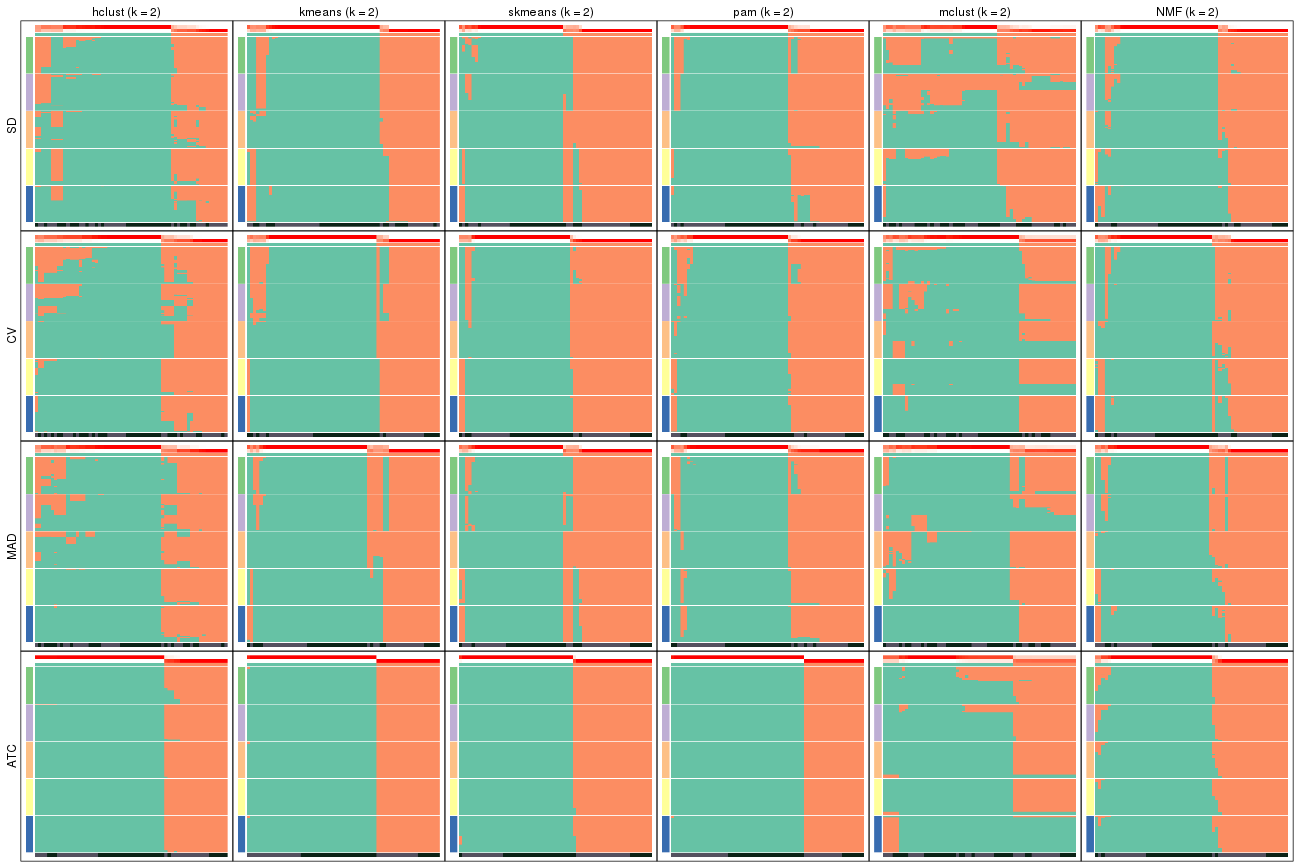 hclust (k = 2)
kmeans (k = 2)
skmeans (k = 2)
pam (k = 2)
mclust (k = 2)
NMF (k = 2)
SD
CV
MAD
ATC